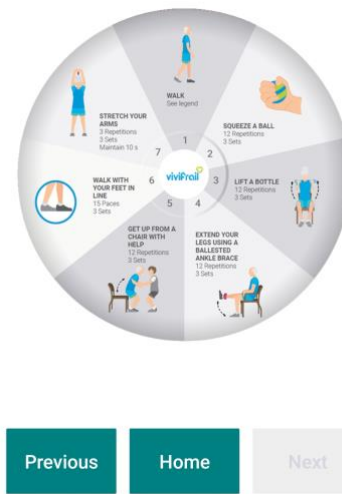 WALK
See legend
STRETCH YOUR
ARMS
3 Repetitions
3 Sets
Maintain 10 s
SQUEEZE A BALL
12 Repetitions
3 Sets
7
1
2
WALK WITH
YOUR FEET IN
LINE
15 Paces
3 Sets
6
vivifrail
3
LIFT A BOTTLE
12 Repetitions
3 Sets
5
4
GET UP FROM A
CHAIR WITH
HELP
12 Repetitions
3 Sets
EXTEND YOUR
LEGS USING A
BALLESTED
ANKLE BRACE
12 Repetitions
3 Sets
Previous
Home
Next